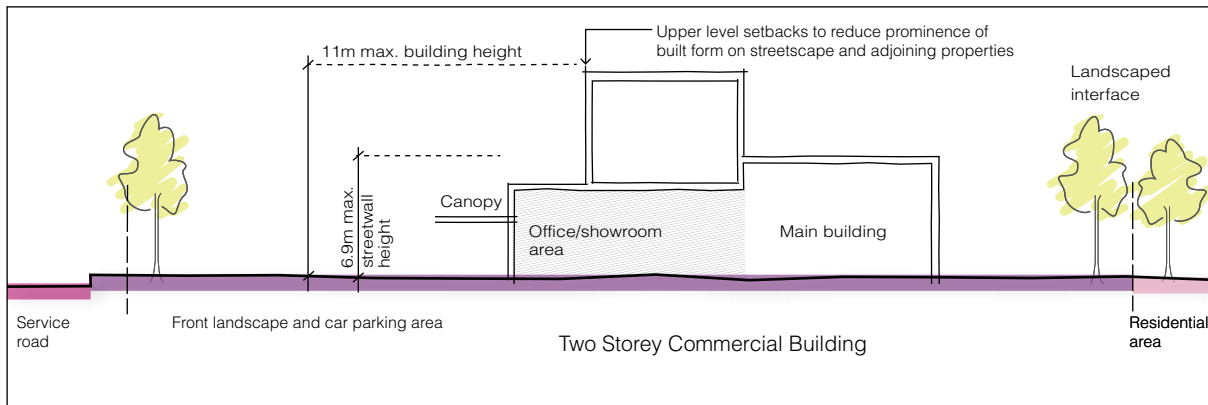 Upper level setbacks to reduce prominence of
built form on streetscape and adjoining properties
11m max. building height
Landscaped
interface
6.9m max.
streetwall
height
Canopy
Office/showroom
area
Main building
Service
road
Front landscape and car parking area
Two Storey Commercial Building
Residential
area